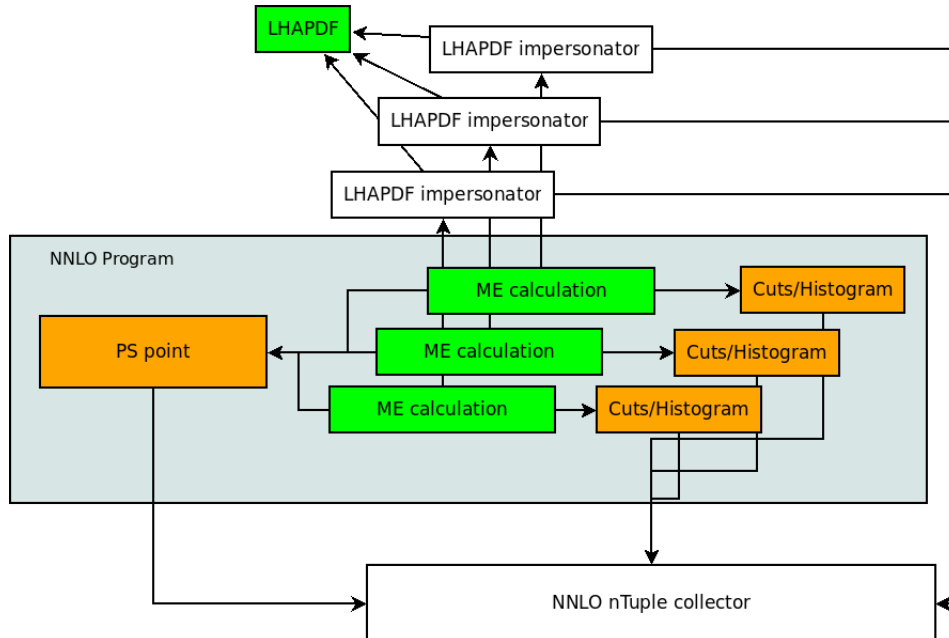 LHAPDF
LHAPDF impersonator
LHAPDF impersonator
LHAPDF impersonator
NNLO Program
ME calculation
Cuts/Histogram
PS point
ME calculation
Cuts/Histogram
ME calculation
Cuts/Histogram
NNLO nTuple collector